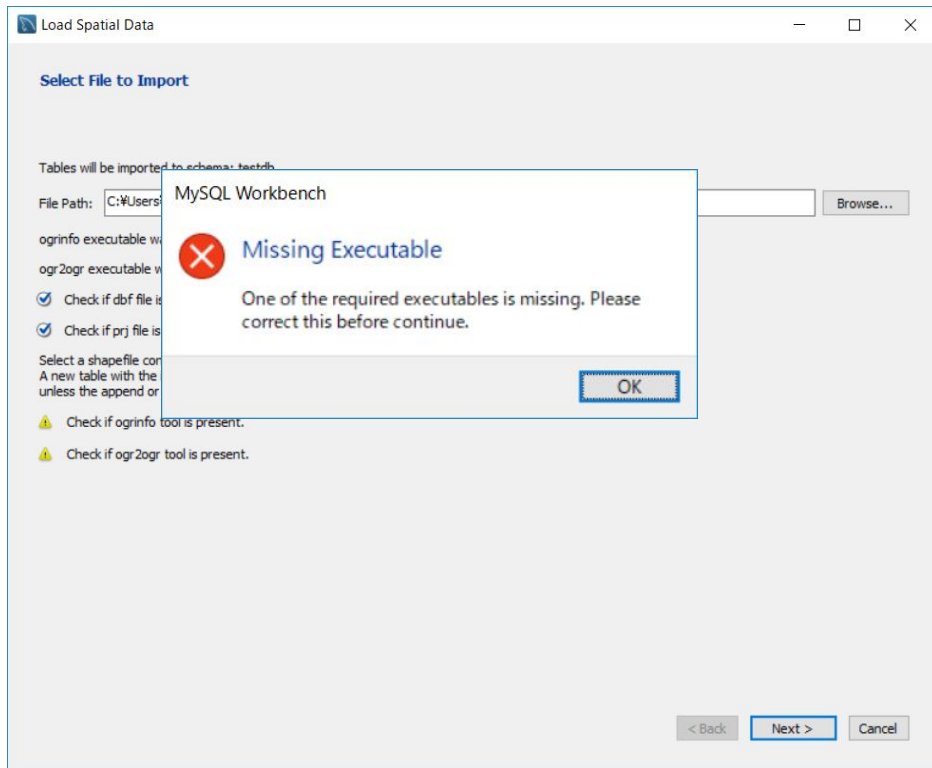 Load Spatial Data
Select File to Import
Tables will be imported to schema: testdb
File Path: C:¥Users
Browse...
MySQL Workbench
Missing Executable
One of the required executables is missing. Please
correct this before continue.
OK
ogrinfo executable
ogr2ogr executable
Check if dbf file is
Check if prj file is
Select a shapefile
A new table with the
unless the append or
Check if ogrinfo tool is present.
Check if ogr2ogr tool is present.
< Back
Next >
Cancel